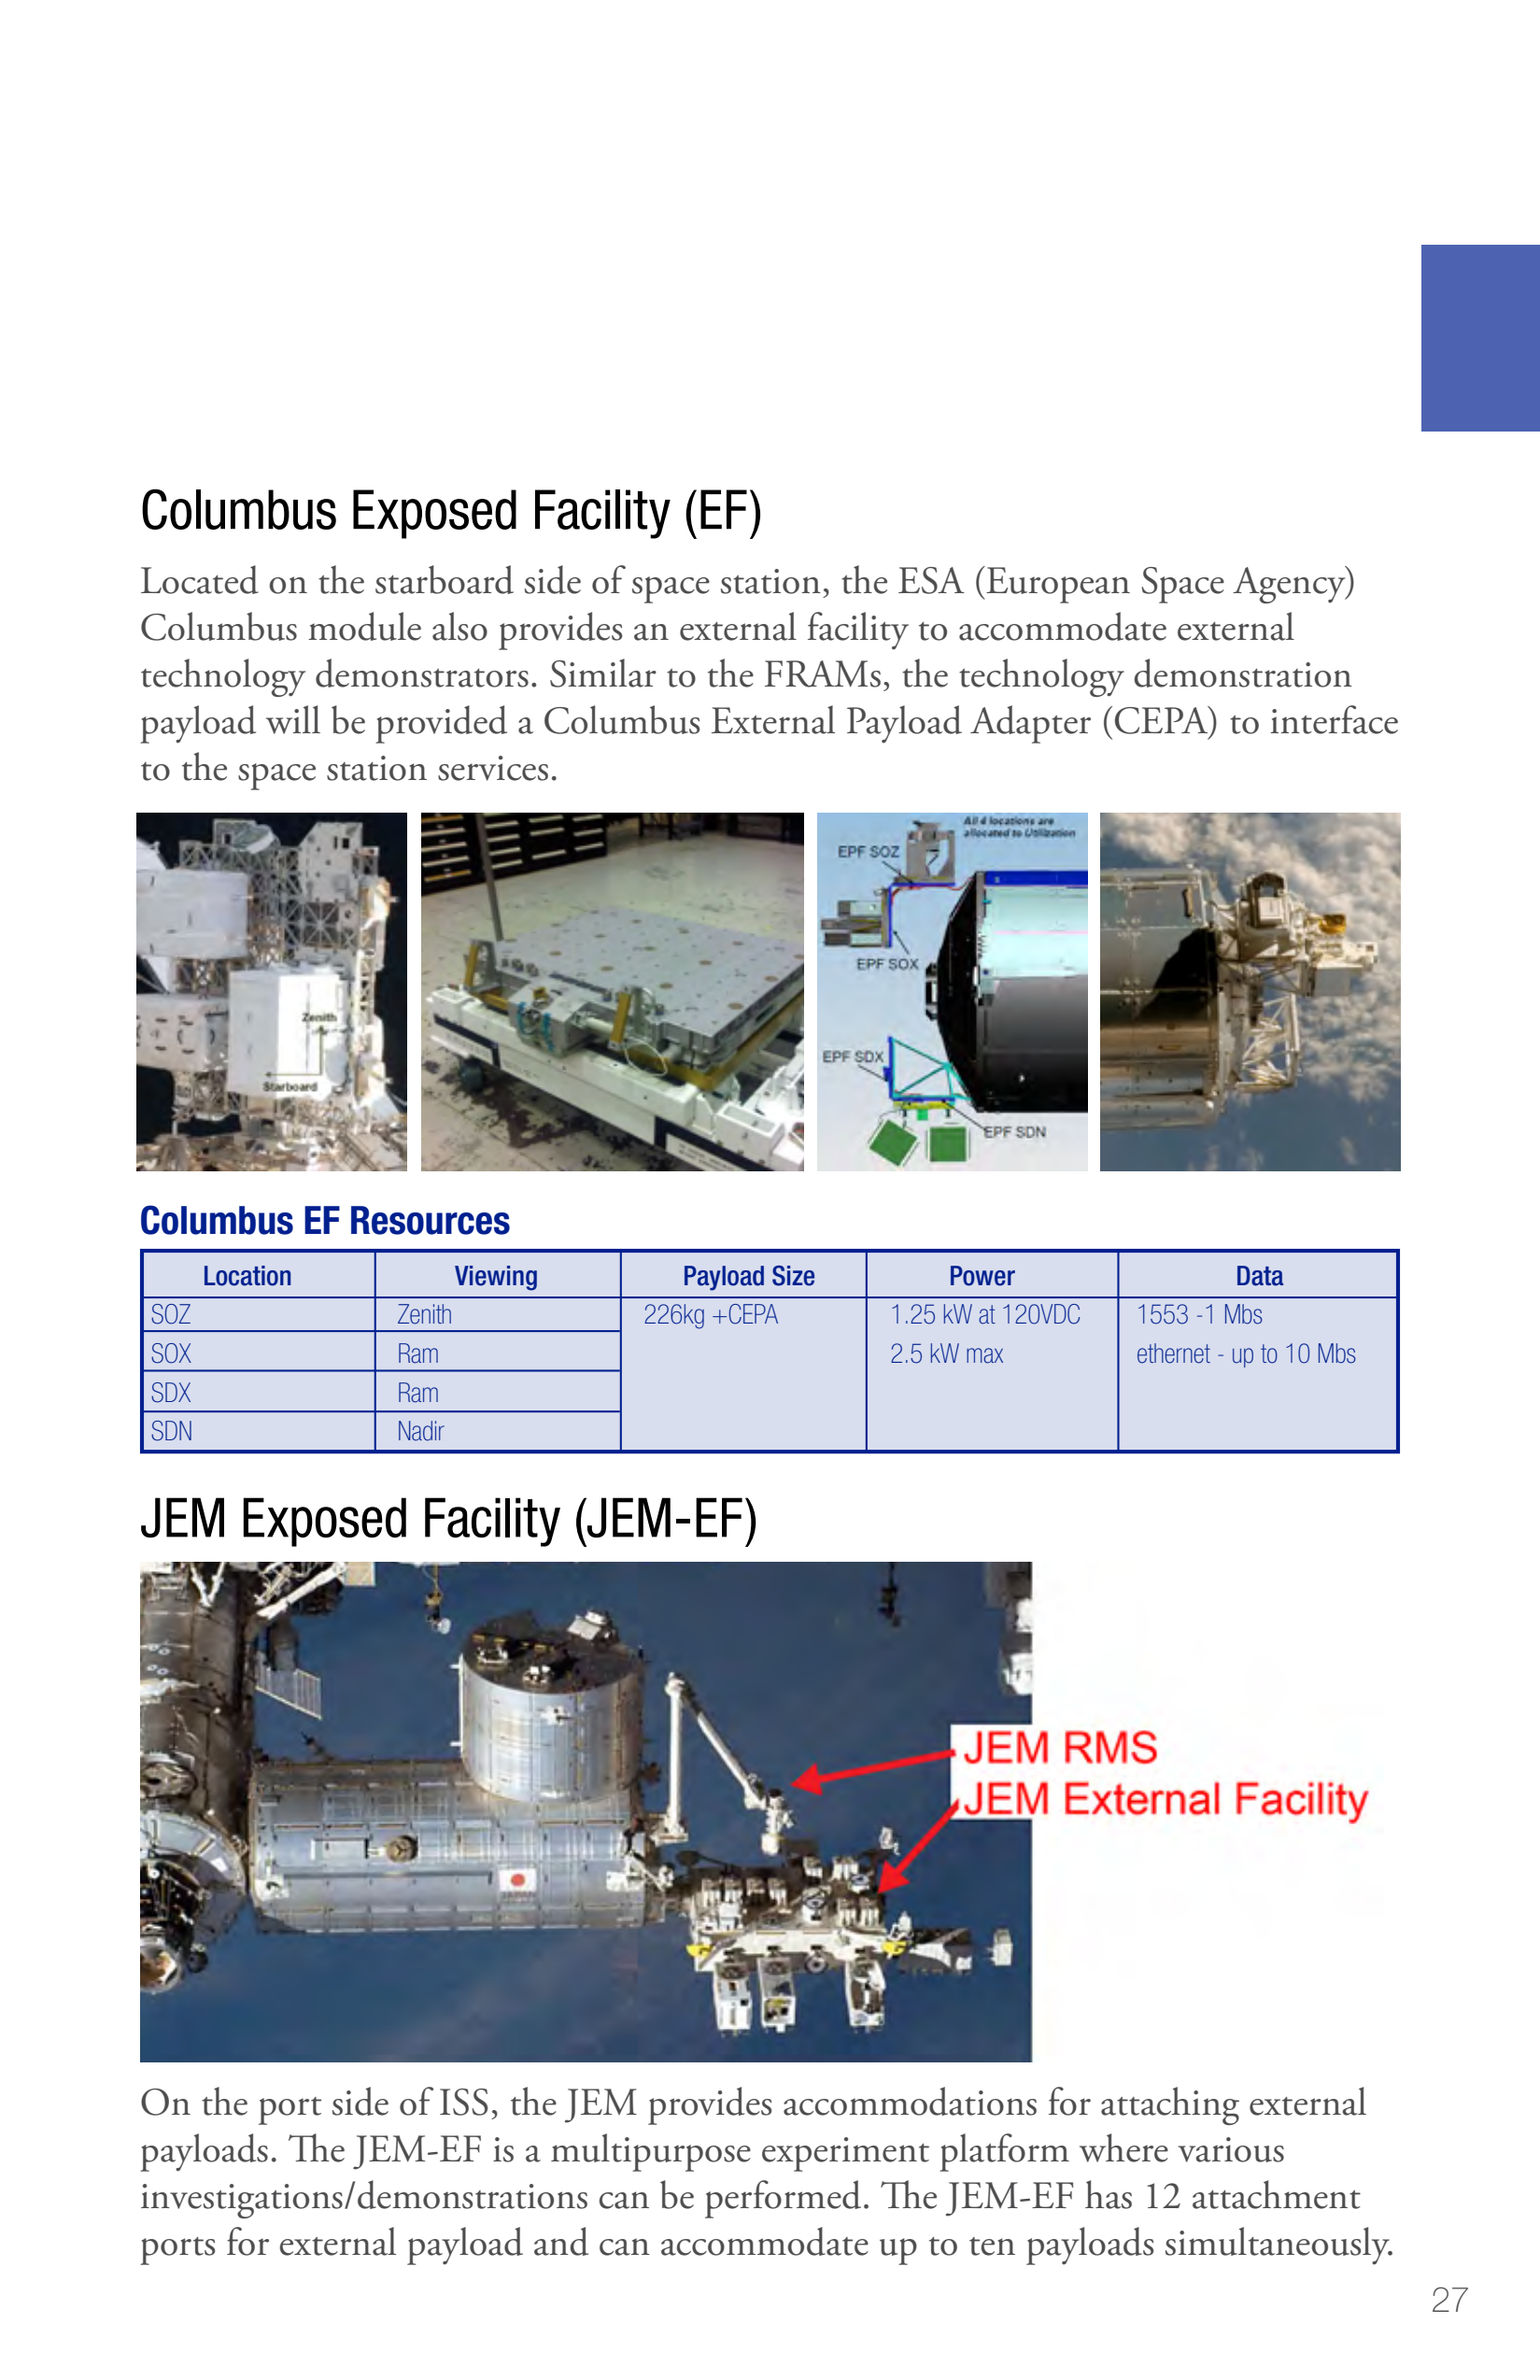 Columbus Exposed Facility (EF)
Located on the starboard side of space station, the ESA (European Space Agency)
Columbus module also provides an external facility to accommodate external
technology demonstrators. Similar to the FRAMs, the technology demonstration
payload will be provided a Columbus External Payload Adapter (CEPA) to interface
to the space station services.
Zenith
Starboard
All 4 locations are
allocated to Utilization
EPF SOZ
EPF SOX
EPF SDX
EPF SDN
Columbus EF Resources
Location Viewing Payload Size Power Data
SOZ Zenith 226kg +CEPA 1.25 kW at 120VDC 1553 -1 Mbs
SOX Ram 2.5 kW max ethernet - up to 10 Mbs
SDX Ram
SDN Nadir
JEM Exposed Facility (JEM-EF)
JEM RMS
JEM External Facility
On the port side of ISS, the JEM provides accommodations for attaching external
payloads. The JEM-EF is a multipurpose experiment platform where various
investigations/demonstrations can be performed. The JEM-EF has 12 attachment
ports for external payload and can accommodate up to ten payloads simultaneously.
27